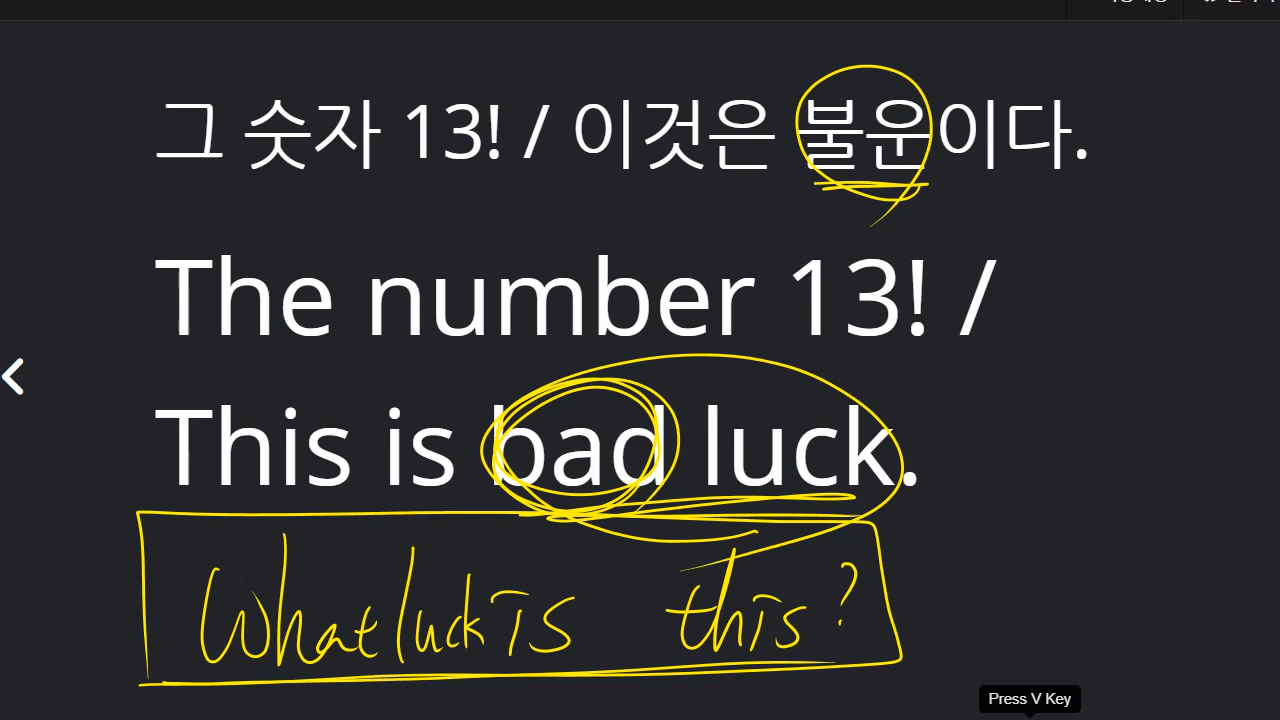 그 숫자 13! / 이것은 불운이다.
The number 13! /
This is bad luck.
What luck is this?
Press V Key